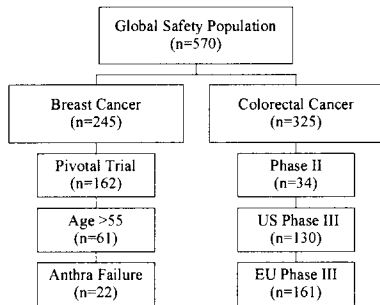 Global Safety Population
(n=570)
Breast Cancer
(n=245)
Colorectal Cancer
(n=325)
Pivotal Trial
(n=162)
Phase II
(n=34)
Age >55
(n=61)
US Phase III
(n=130)
Anthra Failure
(n=22)
EU Phase III
(n=161)